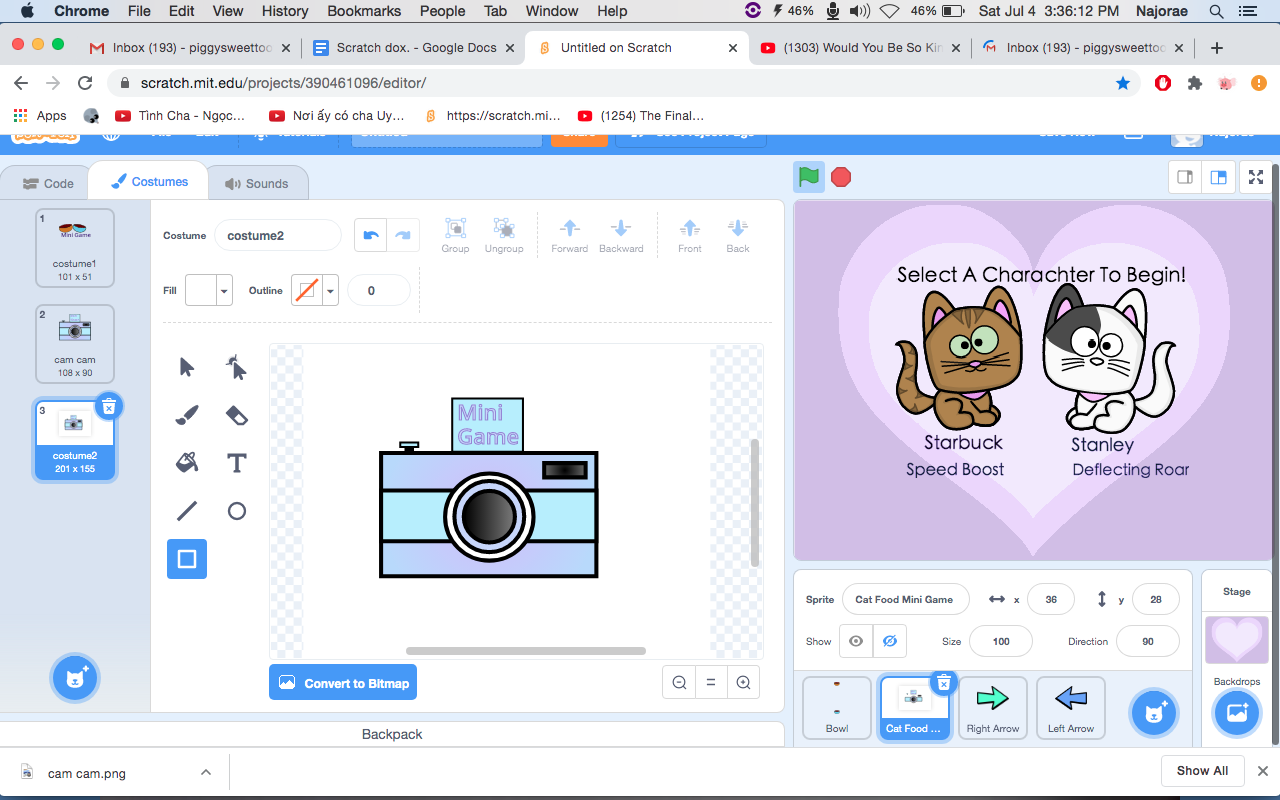 Chrome File Edit View History Bookmarks People Tab Window Help 46% 46% Sat Jul 4 3:36:12 PM Najorae
Inbox (193) - piggysweettoo Scratch dox. - Google Docs Untitled on Scratch (1303) Would You Be So Kin Inbox (193) - piggysweettoo
scratch.mit.edu/projects/390461096/editor/
Apps Tình Cha - Ngọc... Nơi ấy có cha Uy... https://scratch.mi... (1254) The Final...
Code Costumes Sounds
1
Mini Game
costume1
101 x 51
2
cam cam
108 x 90
3
costume2
201 x 155
Costume costume2 Group Ungroup Forward Backward Front Back
Fill Outline 0
Mini
Game
Convert to Bitmap
Select A Charachter To Begin!
Starbuck Stanley
Speed Boost Deflecting Roar
Sprite Cat Food Mini Game x 36 y 28
Show Size 100 Direction 90
Stage
Backdrops
Bowl Cat Food ... Right Arrow Left Arrow
Backpack
cam cam.png Show All